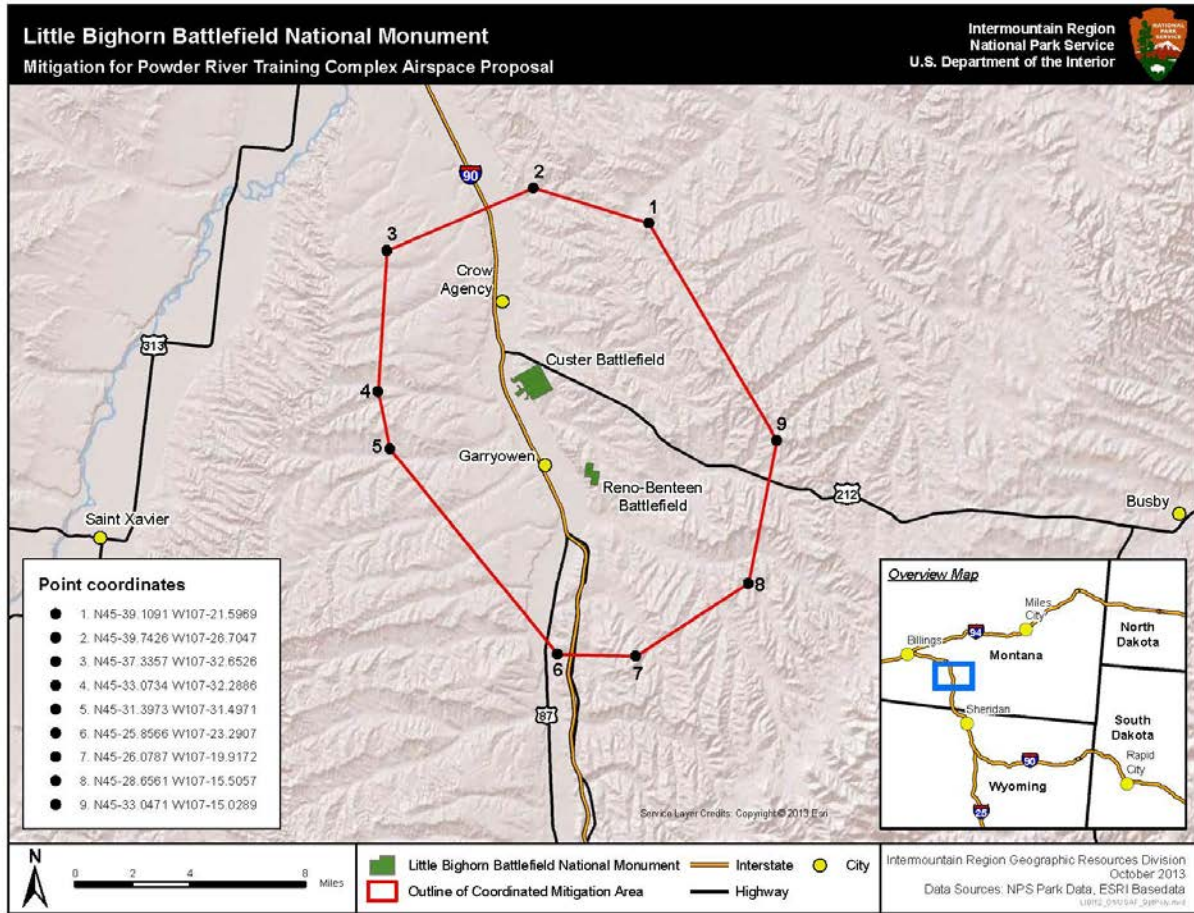 Little Bighorn Battlefield National Monument
Mitigation for Powder River Training Complex Airspace Proposal
Intermountain Region
National Park Service
U.S. Department of the Interior
NATIONAL
PARK
SERVICE
90
2
1
3
Crow
Agency
313
Custer Battlefield
4
9
5
Garryowen
Reno-Benteen
Battlefield
212
Busby
Saint Xavier
8
6
7
87
Point coordinates
1. N45-39.1091 W107-21.5969
2. N45-39.7426 W107-26.7047
3. N45-37.3357 W107-32.6526
4. N45-33.0734 W107-32.2886
5. N45-31.3973 W107-31.4971
6. N45-25.8566 W107-23.2907
7. N45-26.0787 W107-19.9172
8. N45-28.6561 W107-15.5057
9. N45-33.0471 W107-15.0289
Overview Map
Miles
City
North
Dakota
94
Billings
Montana
Sheridan
South
Dakota
Rapid
City
90
Wyoming
25
Service Layer Credits: Copyright:© 2013 Esri
N
0 2 4 8
Miles
Little Bighorn Battlefield National Monument
Interstate
City
Outline of Coordinated Mitigation Area
Highway
Intermountain Region Geographic Resources Division
October 2013
Data Sources: NPS Park Data, ESRI Basedata